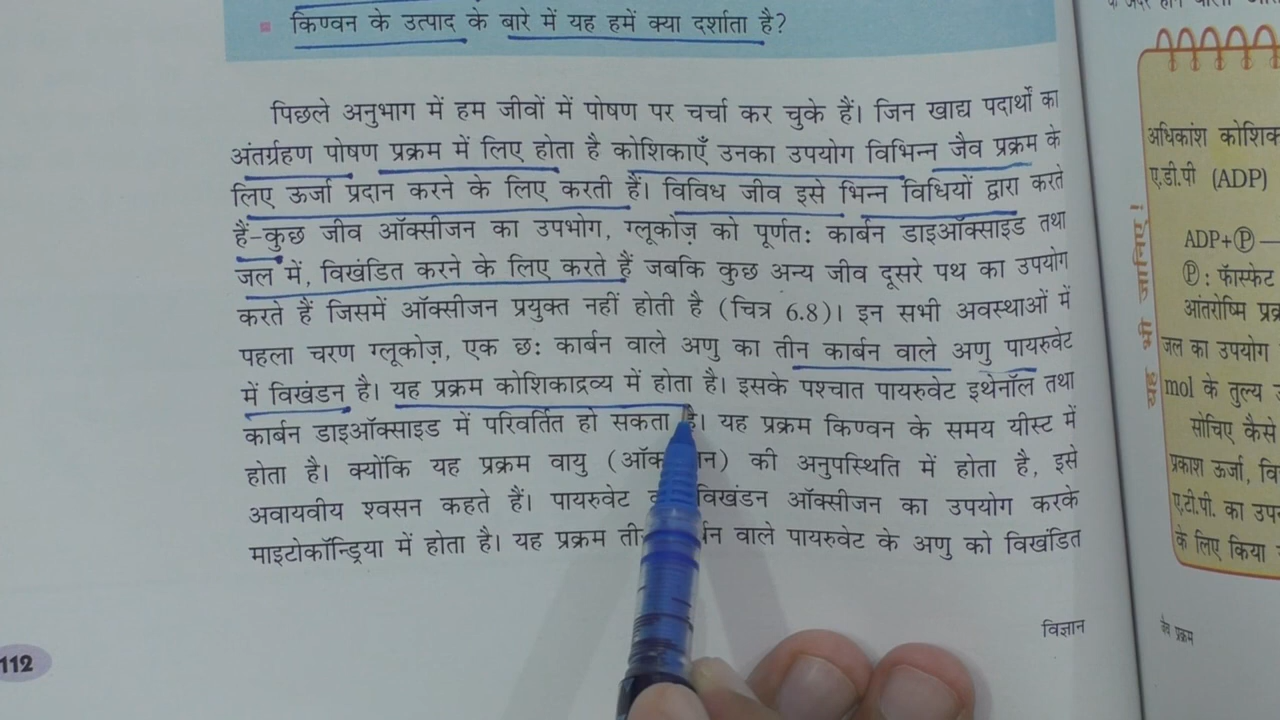 किण्वन के उत्पाद के बारे में यह हमें क्या दर्शाता है?
पिछले अनुभाग में हम जीवों में पोषण पर चर्चा कर चुके हैं। जिन खाद्य पदार्थों का
अंतर्ग्रहण पोषण प्रक्रम में लिए होता है कोशिकाएँ उनका उपयोग विभिन्न जैव प्रक्रम के
लिए ऊर्जा प्रदान करने के लिए करती हैं। विविध जीव इसे भिन्न विधियों द्वारा करते
हैं-कुछ जीव ऑक्सीजन का उपभोग, ग्लूकोज़ को पूर्णतः कार्बन डाइऑक्साइड तथा
जल में, विखंडित करने के लिए करते हैं जबकि कुछ अन्य जीव दूसरे पथ का उपयोग
करते हैं जिसमें ऑक्सीजन प्रयुक्त नहीं होती है (चित्र 6.8)। इन सभी अवस्थाओं में
पहला चरण ग्लूकोज़, एक छः कार्बन वाले अणु का तीन कार्बन वाले अणु पायरुवेट
में विखंडन है। यह प्रक्रम कोशिकाद्रव्य में होता है। इसके पश्चात पायरुवेट इथेनॉल तथा
कार्बन डाइऑक्साइड में परिवर्तित हो सकता है। यह प्रक्रम किण्वन के समय यीस्ट में
होता है। क्योंकि यह प्रक्रम वायु की अनुपस्थिति में होता है, इसे
अवायवीय श्वसन कहते हैं। पायरुवेट विखंडन ऑक्सीजन का उपयोग करके
माइटोकॉन्ड्रिया में होता है। यह प्रक्रम वाले पायरुवेट के अणु को विखंडित
विज्ञान
112
यह भी जानिए!
अधिकांश
ए.डी.पी (ADP)
ADP+Ⓟ
Ⓟ: फॅास्फेट
आंतरोष्मि
जल का उपयोग
mol के तुल्य
सोचिए कैसे
प्रकाश ऊर्जा,
ए.टी.पी. का
के लिए किया
जैव प्रक्रम